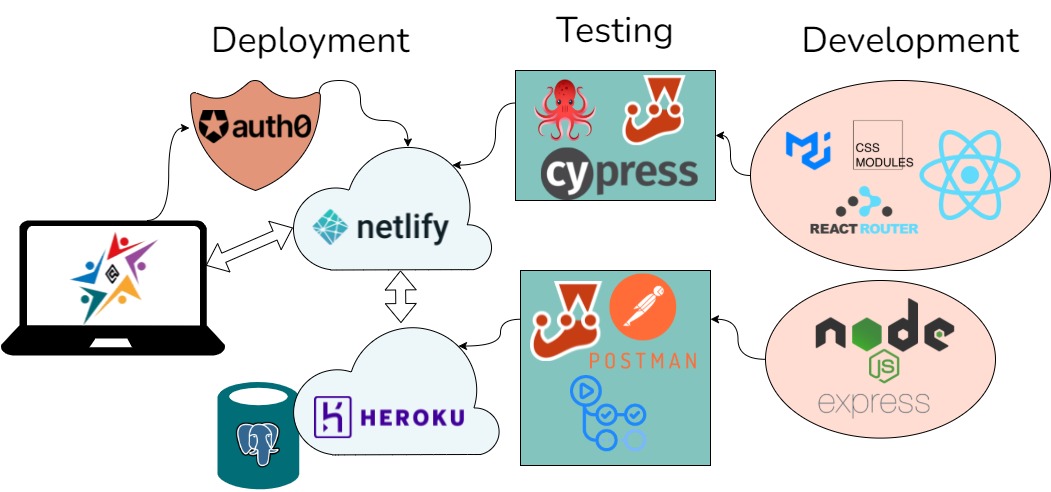 Deployment
Testing
Development
auth0
cypress
CSS
MODULES
REACT ROUTER
netlify
@
node
JS
express
POSTMAN
HEROKU